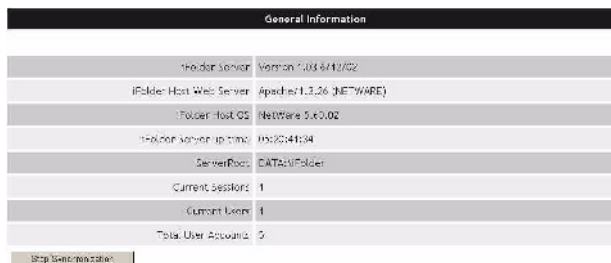 General Information
iFolder Server Version 1.03 6/12/02
iFolder Host Web Server Apache/1.3.26 (NETWARE)
iFolder Host OS NetWare 5.60.02
iFolder Server up time 05:20:41:34
ServerRoot DATA:\iFolder
Current Sessions 1
Current Users 1
Total User Accounts 5
Stop Synchronization